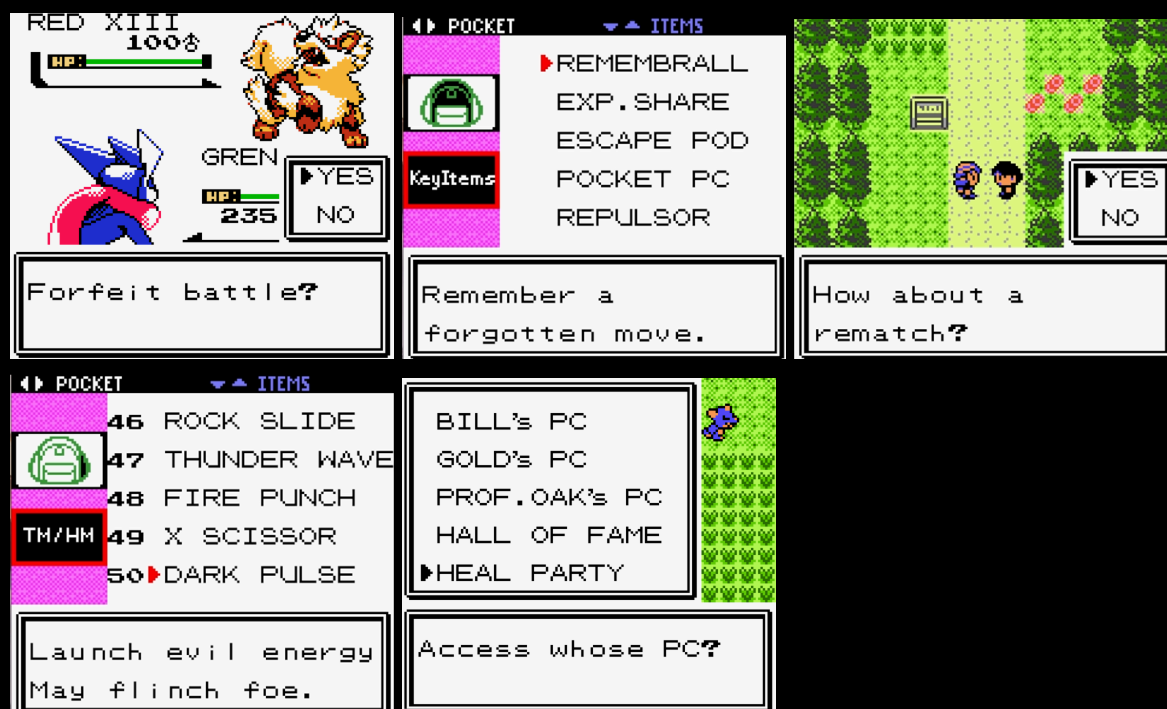 RED XIII
100♂
HP:
GREN
HP:
235
▶YES
NO
Forfeit battle?
POCKET ITEMS
REMEMBRALL
EXP.SHARE
ESCAPE POD
KeyItems
POCKET PC
REPULSOR
Remember a
forgotten move.
▶YES
NO
How about a
rematch?
POCKET ITEMS
46 ROCK SLIDE
47 THUNDER WAVE
48 FIRE PUNCH
TM/HM
49 X SCISSOR
50▶DARK PULSE
Launch evil energy
May flinch foe.
BILL's PC
GOLD's PC
PROF.OAK's PC
HALL OF FAME
▶HEAL PARTY
Access whose PC?